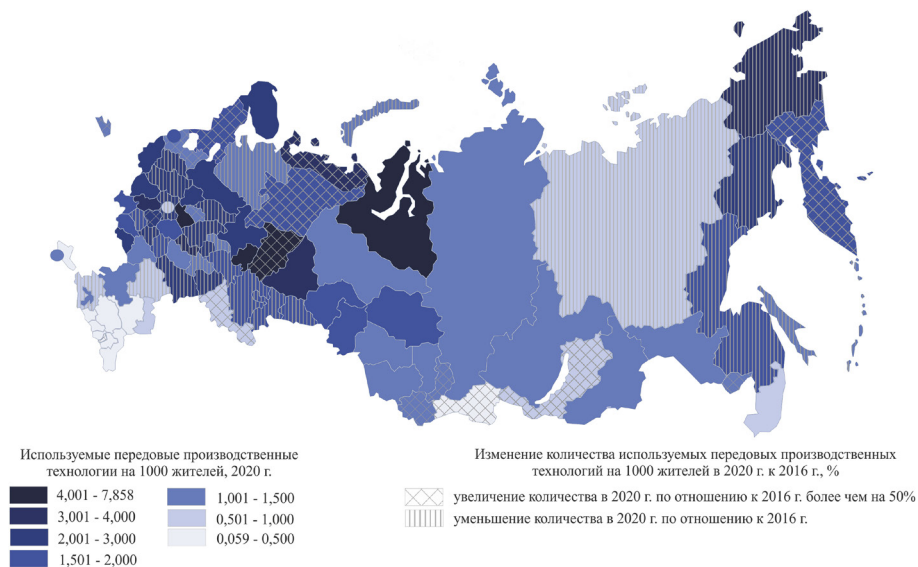 Используемые передовые производственные
технологии на 1000 жителей, 2020 г.
4,001 - 7,858
3,001 - 4,000
2,001 - 3,000
1,501 - 2,000
1,001 - 1,500
0,501 - 1,000
0,059 - 0,500
Изменение количества используемых передовых производственных
технологий на 1000 жителей в 2020 г. к 2016 г., %
увеличение количества в 2020 г. по отношению к 2016 г. более чем на 50%
уменьшение количества в 2020 г. по отношению к 2016 г.